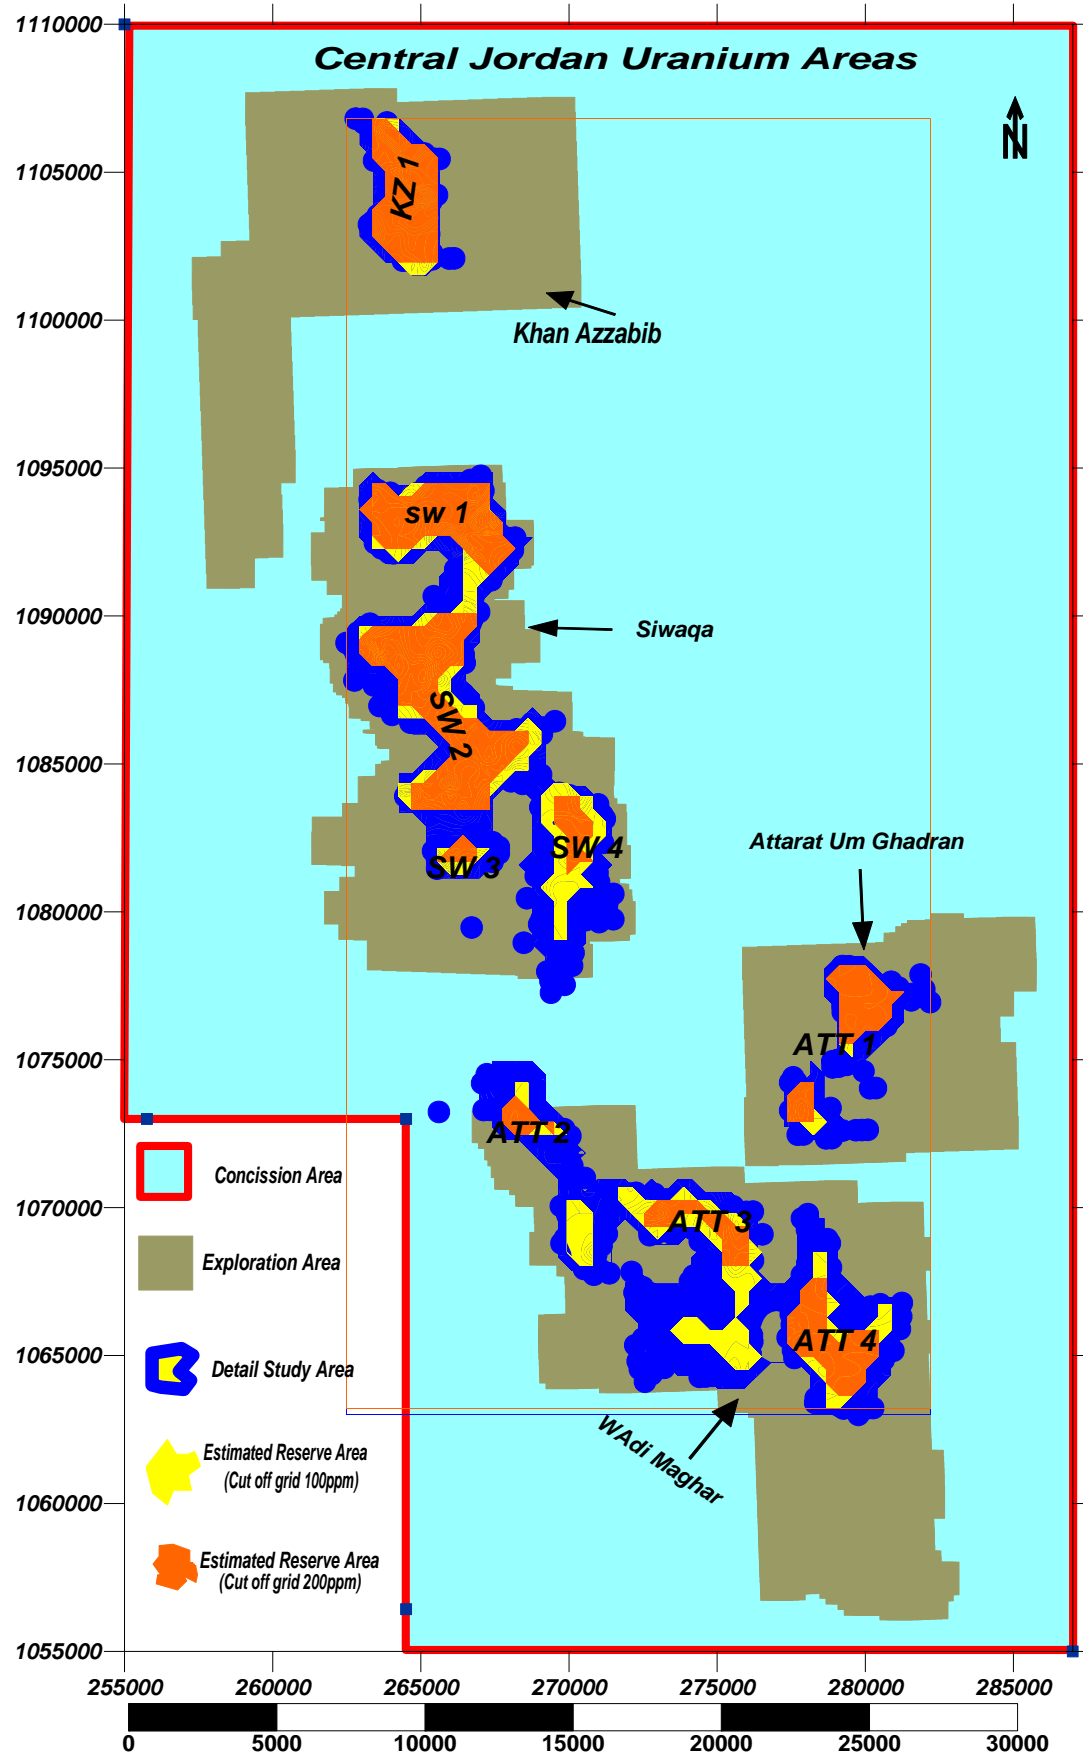 1110000
Central Jordan Uranium Areas
N
1105000
KZ 1
1100000
Khan Azzabib
1095000
sw 1
1090000
Siwaqa
SW 2
1085000
Attarat Um Ghadran
SW 4
SW 3
1080000
1075000
ATT 1
ATT 2
Concission Area
1070000
ATT 3
Exploration Area
1065000
ATT 4
Detail Study Area
WAdi Maghar
Estimated Reserve Area
(Cut off grid 100ppm)
1060000
Estimated Reserve Area
(Cut off grid 200ppm)
1055000
255000 260000 265000 270000 275000 280000 285000
0 5000 10000 15000 20000 25000 30000